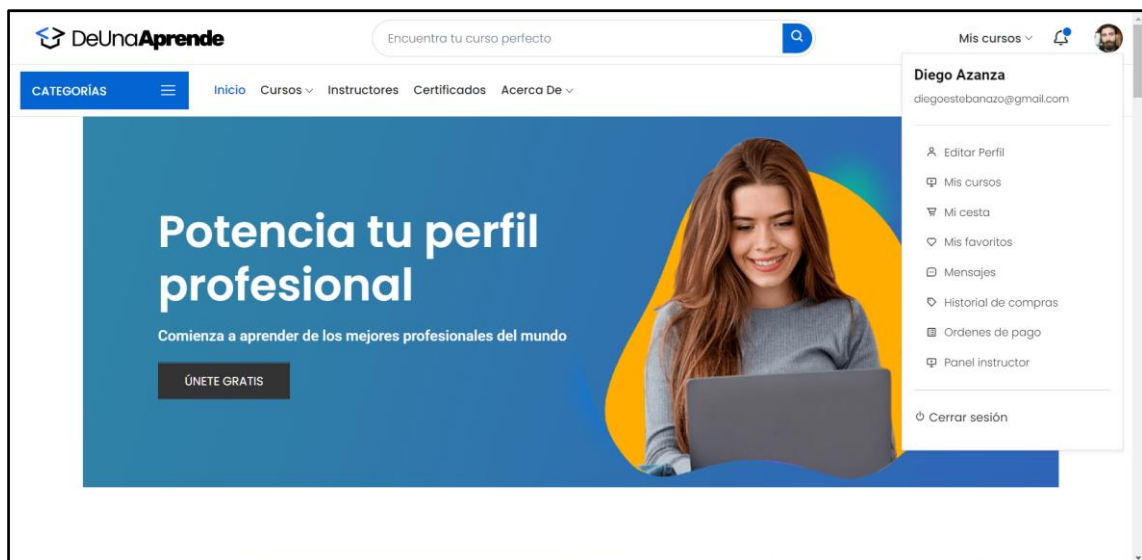 DeUnaAprende
Encuentra tu curso perfecto
Mis cursos
CATEGORÍAS
Inicio Cursos Instructores Certificados Acerca De
Diego Azanza
diegoestebanazo@gmail.com
Editar Perfil
Mis cursos
Mi cesta
Mis favoritos
Mensajes
Historial de compras
Ordenes de pago
Panel instructor
Cerrar sesión
Potencia tu perfil
profesional
Comienza a aprender de los mejores profesionales del mundo
ÚNETE GRATIS